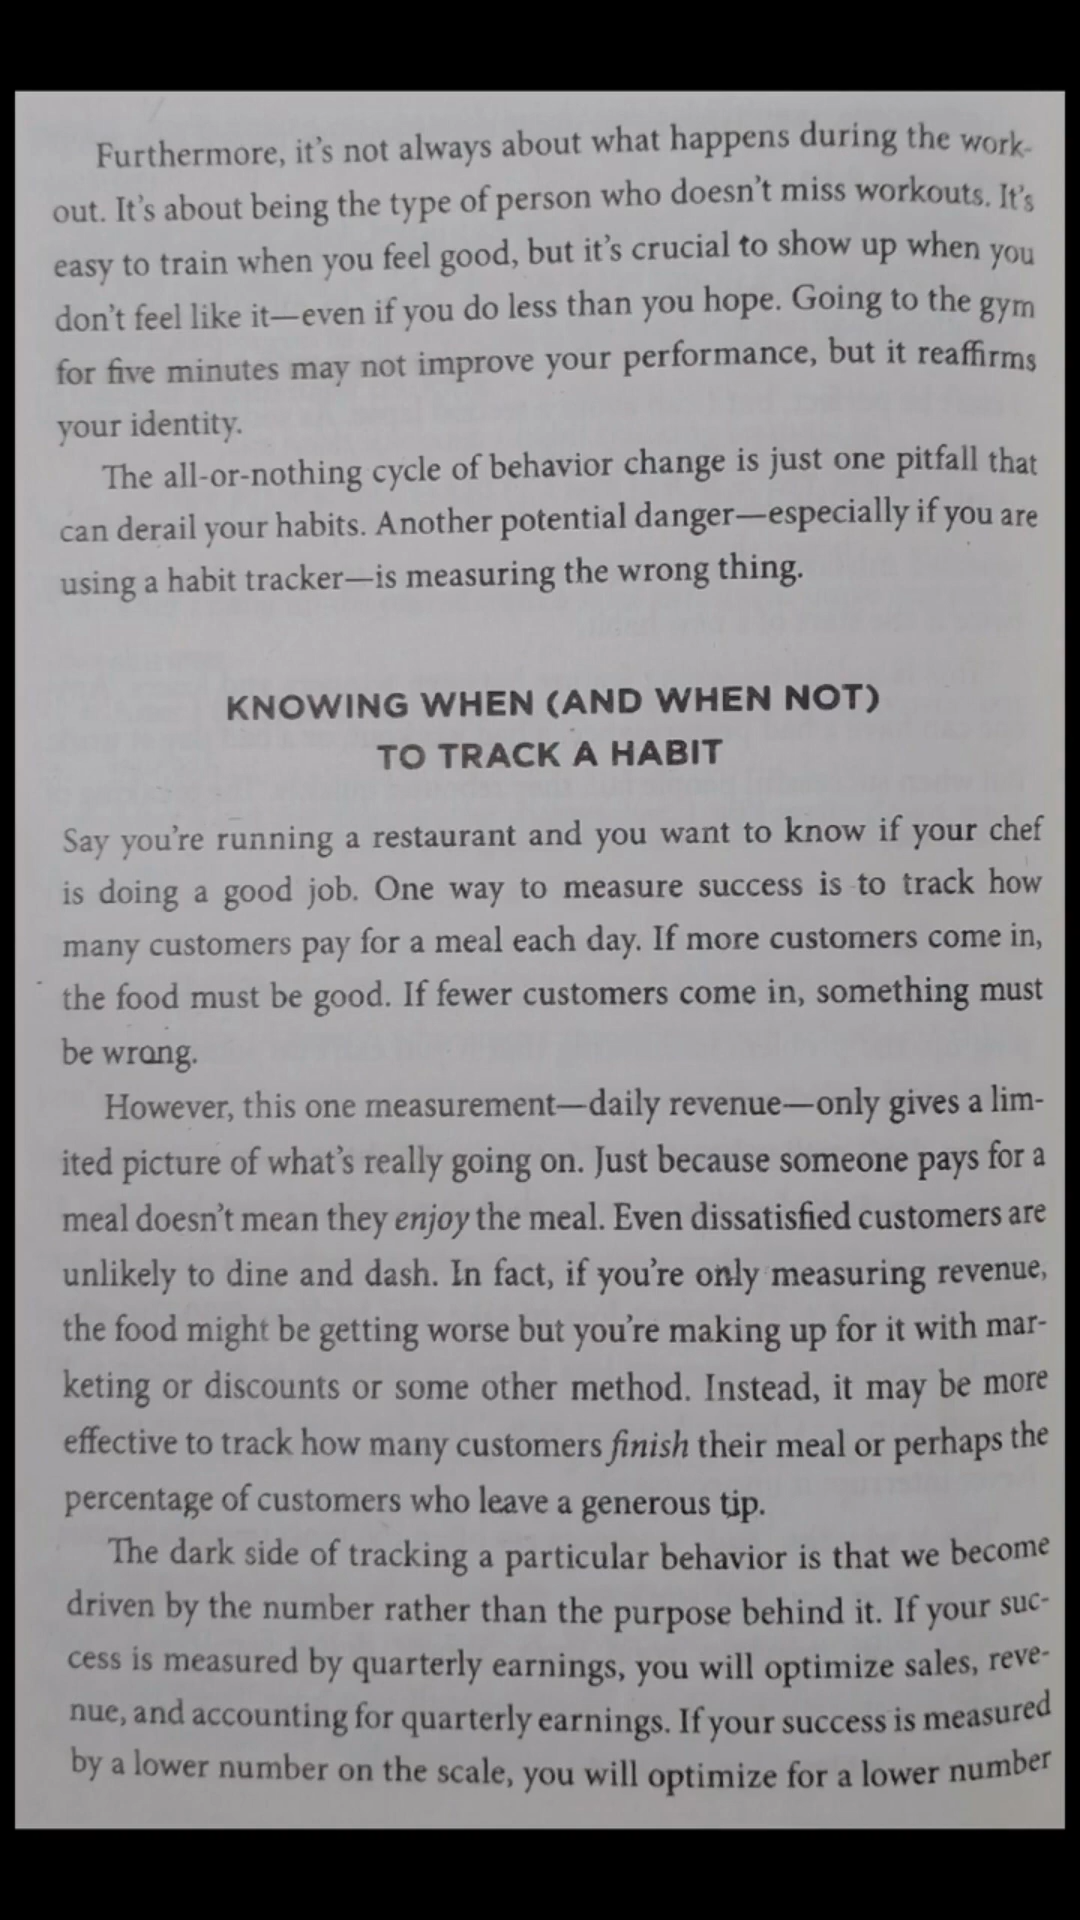 Furthermore, it's not always about what happens during the work-
out. It's about being the type of person who doesn't miss workouts. It's
easy to train when you feel good, but it's crucial to show up when you
don't feel like it—even if you do less than you hope. Going to the gym
for five minutes may not improve your performance, but it reaffirms
your identity.
The all-or-nothing cycle of behavior change is just one pitfall that
can derail your habits. Another potential danger—especially if you are
using a habit tracker—is measuring the wrong thing.
KNOWING WHEN (AND WHEN NOT)
TO TRACK A HABIT
Say you're running a restaurant and you want to know if your chef
is doing a good job. One way to measure success is to track how
many customers pay for a meal each day. If more customers come in,
the food must be good. If fewer customers come in, something must
be wrong.
However, this one measurement—daily revenue—only gives a lim-
ited picture of what's really going on. Just because someone pays for a
meal doesn't mean they enjoy the meal. Even dissatisfied customers are
unlikely to dine and dash. In fact, if you're only measuring revenue,
the food might be getting worse but you're making up for it with mar-
keting or discounts or some other method. Instead, it may be more
effective to track how many customers finish their meal or perhaps the
percentage of customers who leave a generous tip.
The dark side of tracking a particular behavior is that we become
driven by the number rather than the purpose behind it. If your suc-
cess is measured by quarterly earnings, you will optimize sales, reve-
nue, and accounting for quarterly earnings. If your success is measured
by a lower number on the scale, you will optimize for a lower number